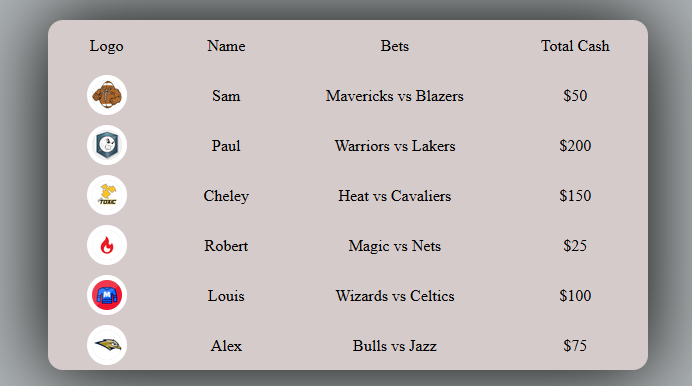 Logo Name Bets Total Cash
Sam Mavericks vs Blazers $50
Paul Warriors vs Lakers $200
TOXIC
Cheley Heat vs Cavaliers $150
Robert Magic vs Nets $25
M
Louis Wizards vs Celtics $100
Alex Bulls vs Jazz $75